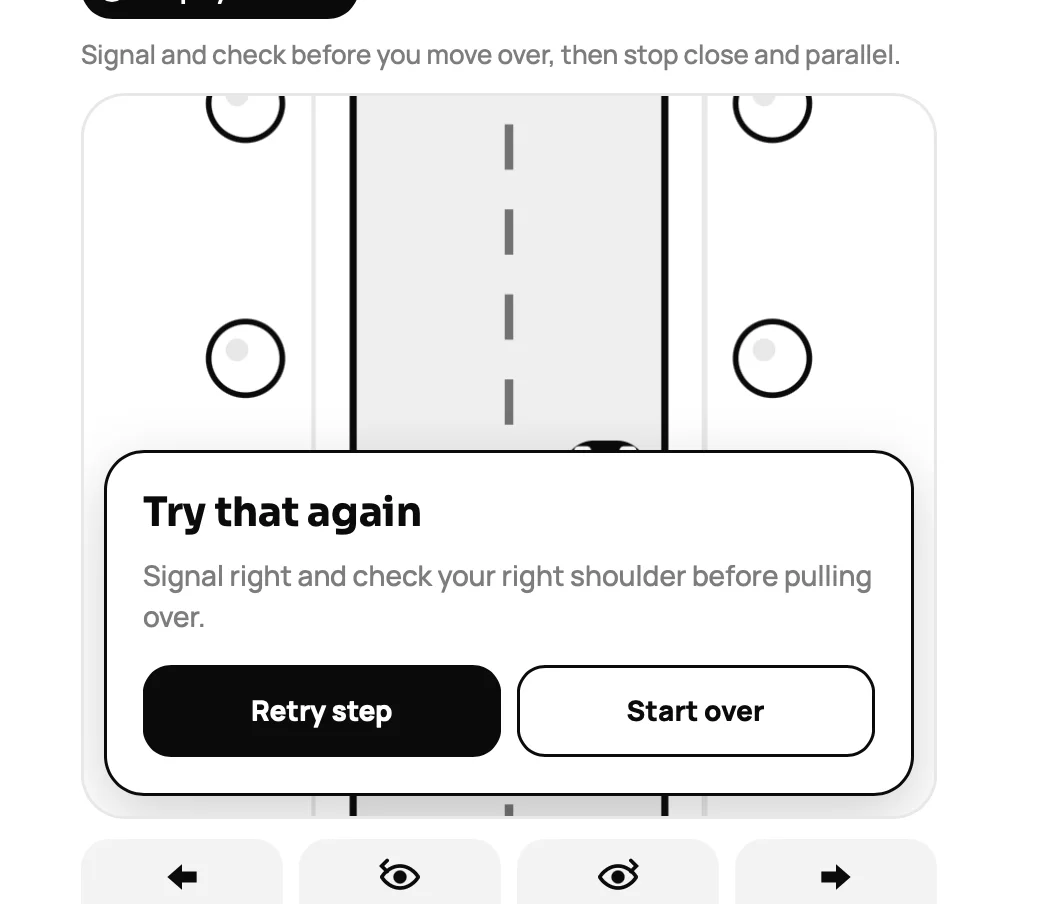 Signal and check before you move over, then stop close and parallel.
Try that again
Signal right and check your right shoulder before pulling
over.
Retry step
Start over